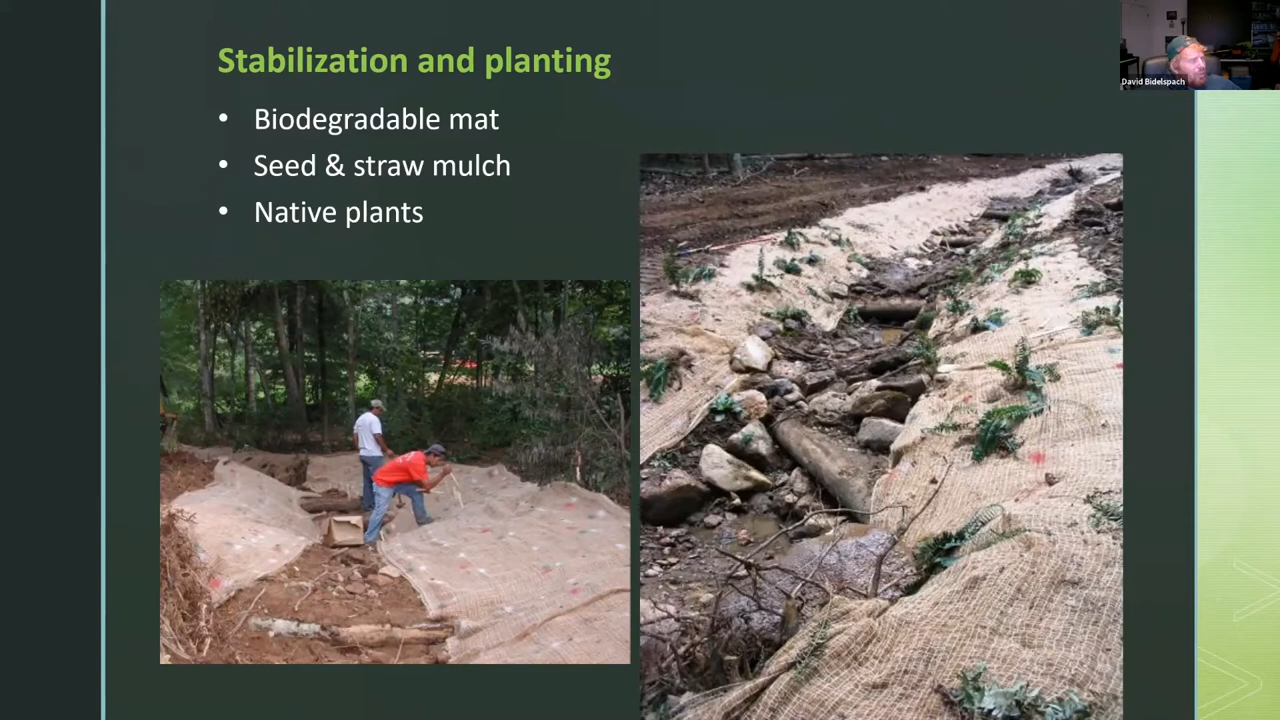 Stabilization and planting
• Biodegradable mat
• Seed & straw mulch
• Native plants
David Bidelspach